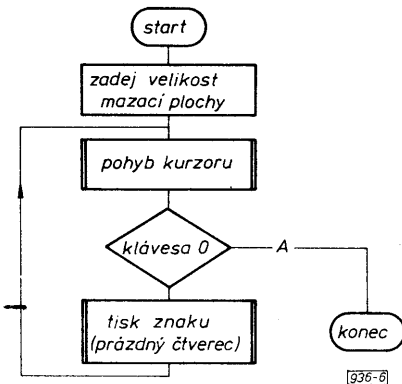 start
zadej velikost
mazací plochy
pohyb kurzoru
klávesa 0
A
tisk znaku
(prázdný čtverec)
konec
936-6